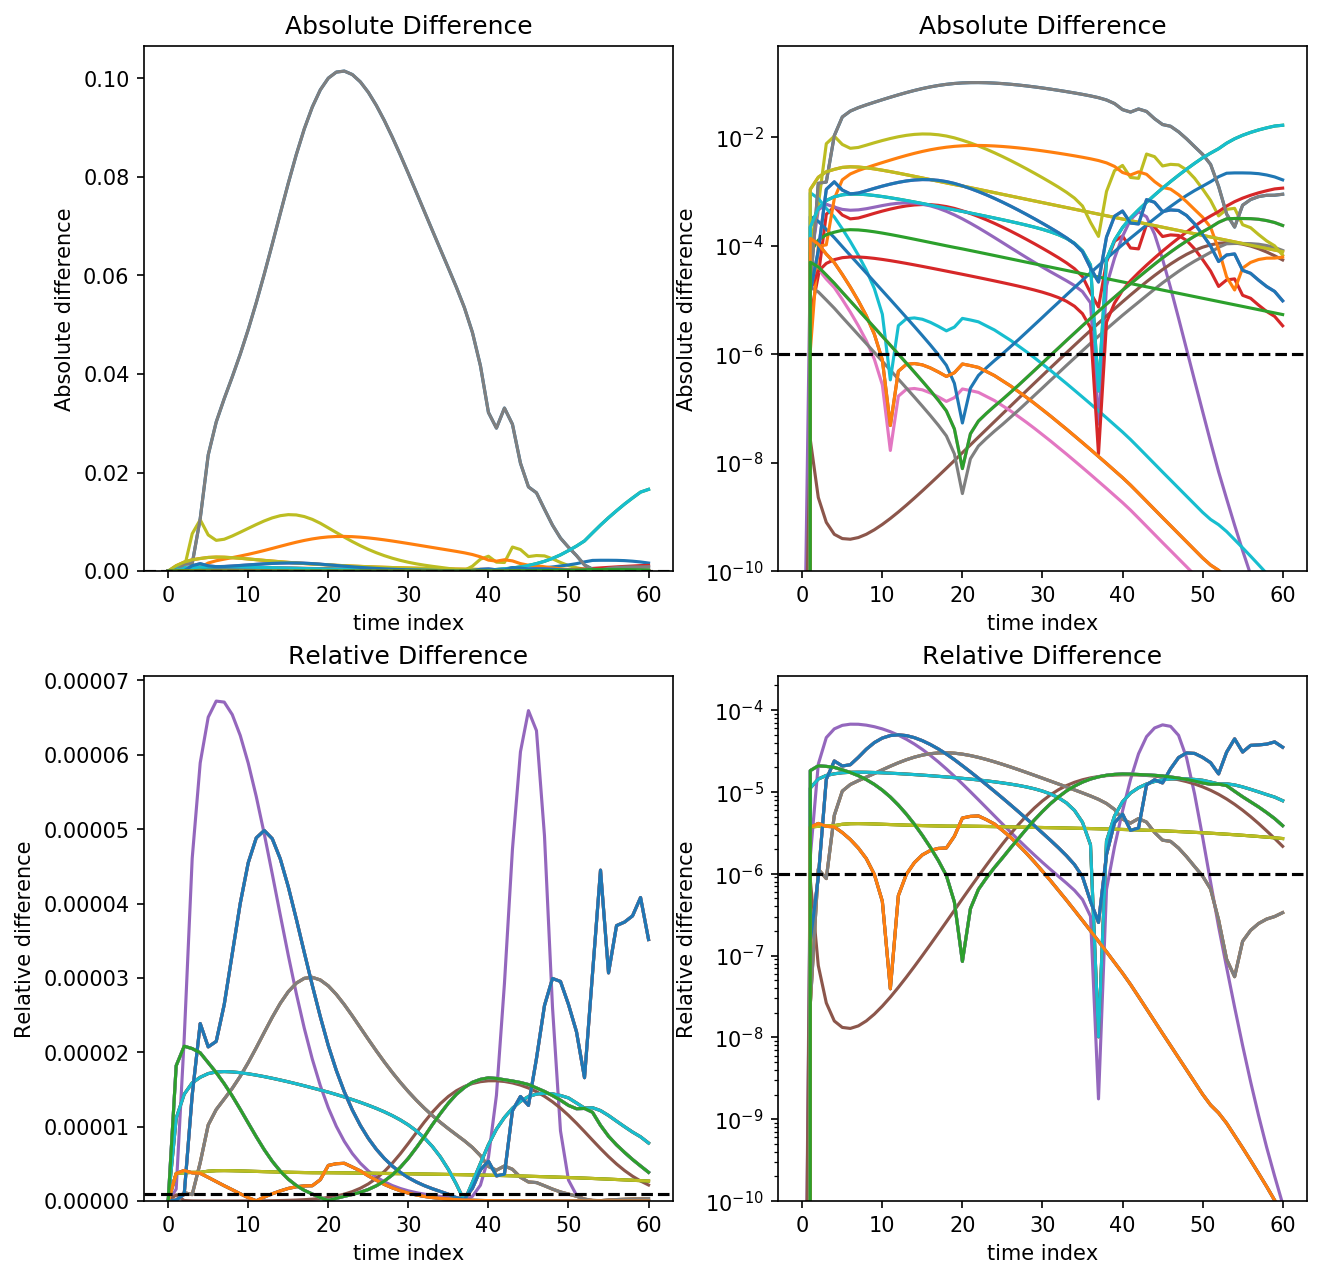 Absolute Difference
Absolute difference
0.10
0.08
0.06
0.04
0.02
0.00
0 10 20 30 40 50 60
time index
Absolute Difference
Absolute difference
10⁻²
10⁻⁴
10⁻⁶
10⁻⁸
10⁻¹⁰
0 10 20 30 40 50 60
time index
Relative Difference
Relative difference
0.00007
0.00006
0.00005
0.00004
0.00003
0.00002
0.00001
0.00000
0 10 20 30 40 50 60
time index
Relative Difference
Relative difference
10⁻⁴
10⁻⁵
10⁻⁶
10⁻⁷
10⁻⁸
10⁻⁹
10⁻¹⁰
0 10 20 30 40 50 60
time index